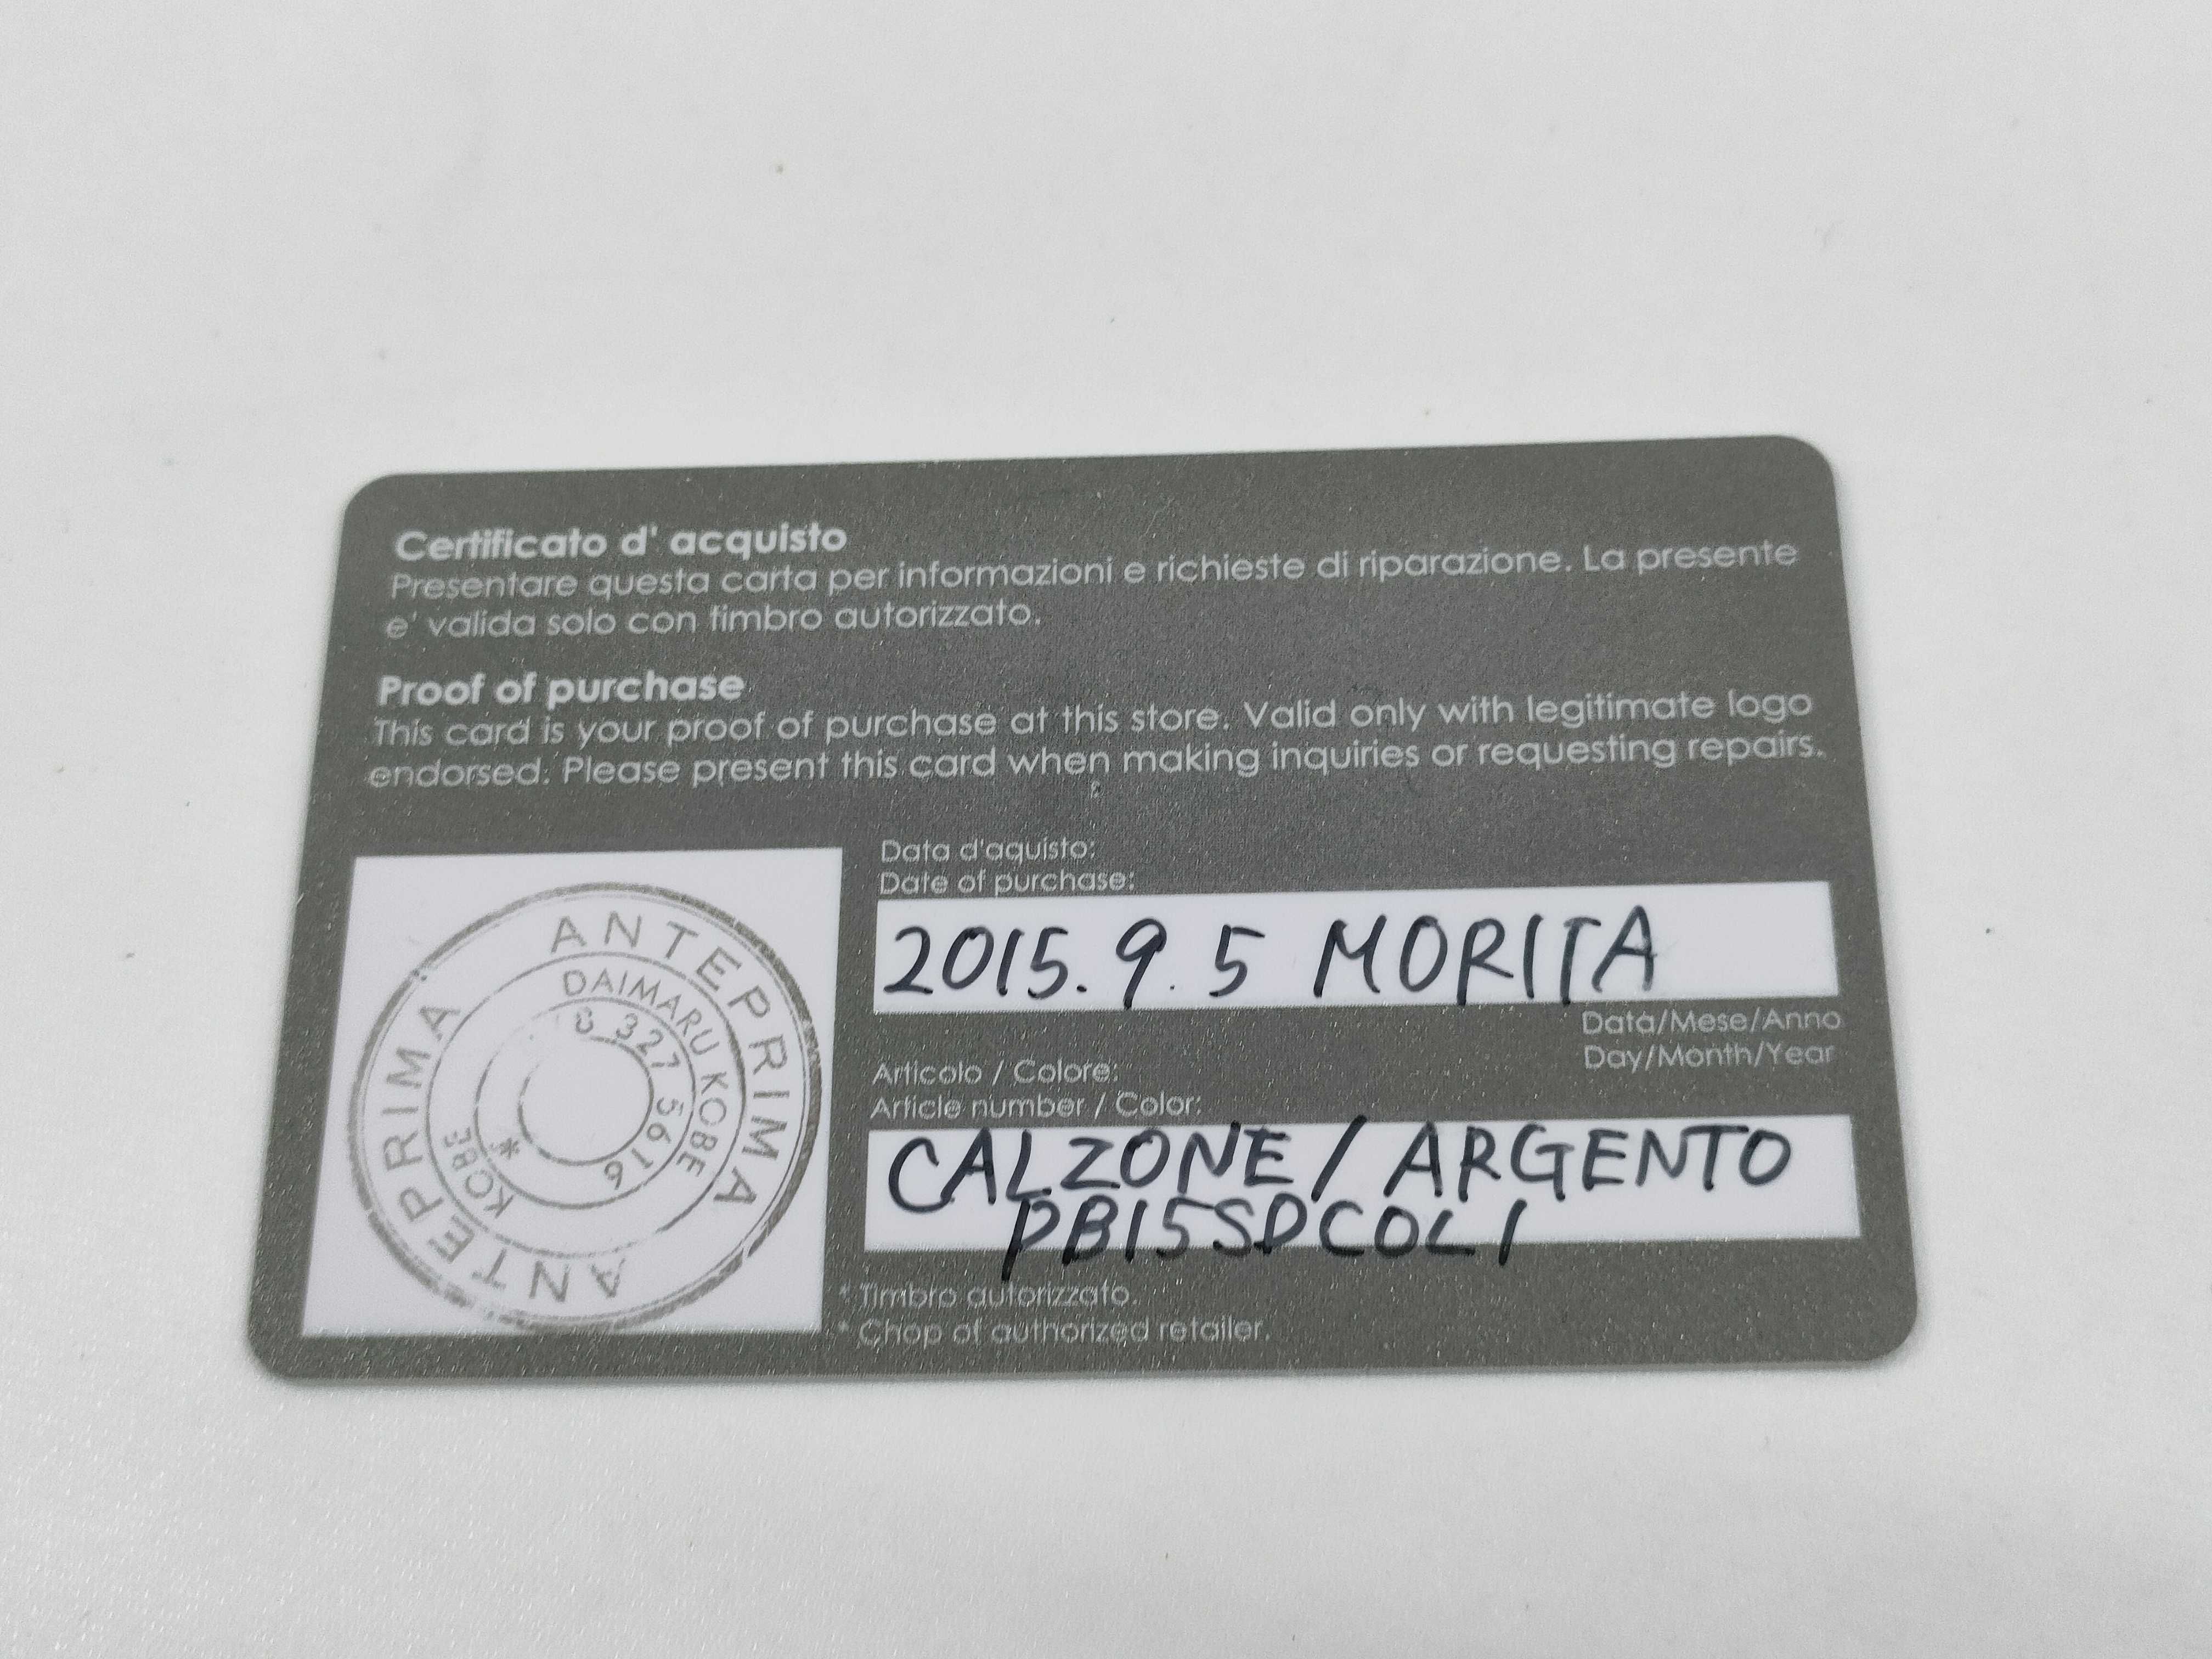 Certificato d' acquisto
Presentare questa carta per informazioni e richieste di riparazione. La presente
e' valida solo con timbro autorizzato.
Proof of purchase
This card is your proof of purchase at this store. Valid only with legitimate logo
endorsed. Please present this card when making inquiries or requesting repairs.
Data d'aquisto:
Date of purchase:
2015.9.5 MORITA
Data/Mese/Anno
Day/Month/Year
Articolo / Colore:
Article number / Color:
CALZONE / ARGENTO
PB15SDCOL1
* Timbro autorizzato.
* Chop of authorized retailer.
ANTEPRIMA ANTEPRIMA
DAIMARU KOBE
KOBE
327 5616 *